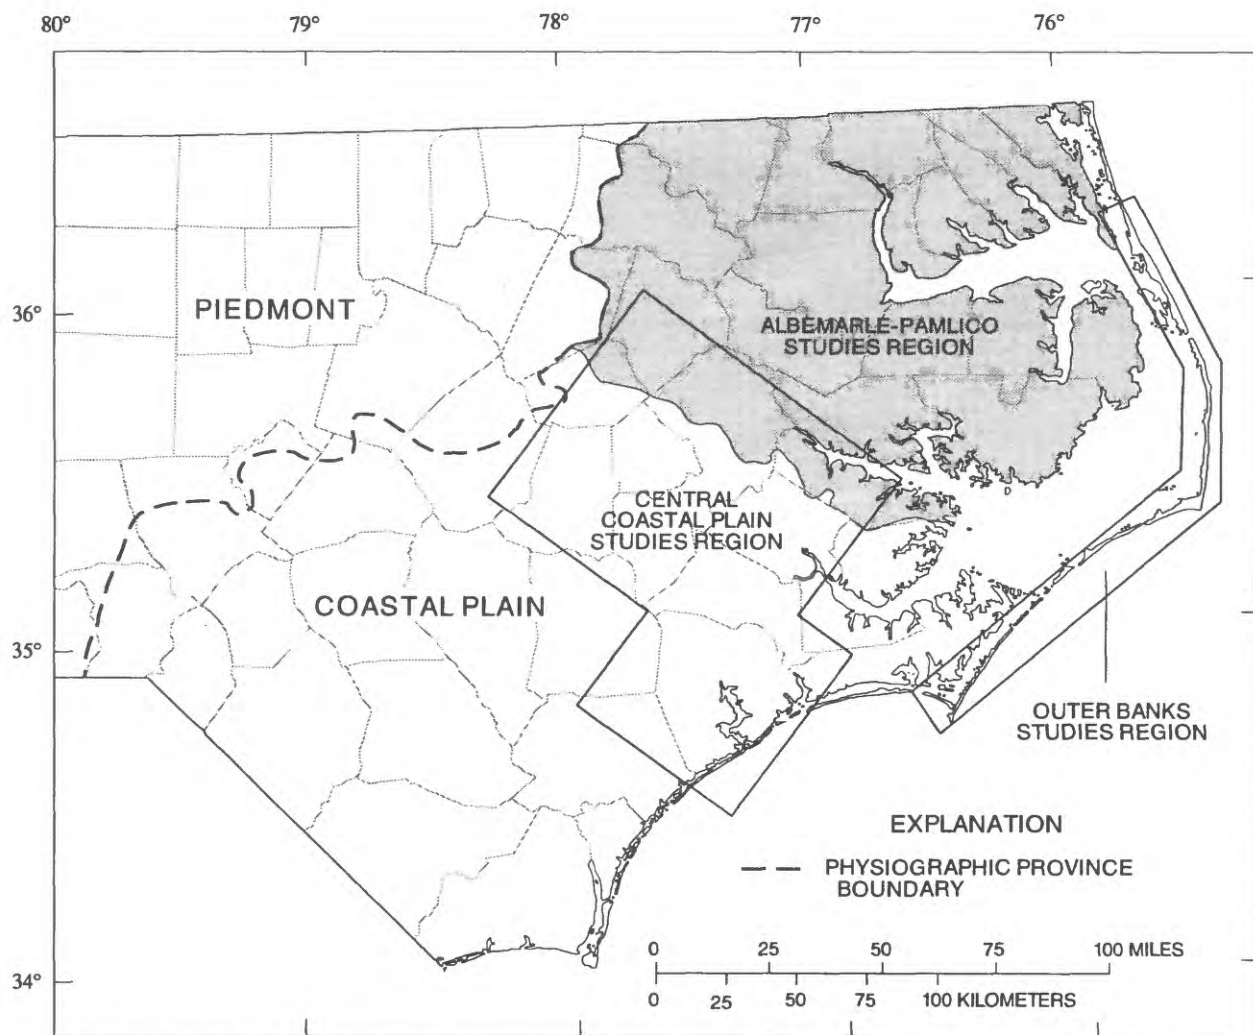 80° 79° 78° 77° 76°
36°
35°
34°
PIEDMONT
ALBEMARLE-PAMLICO
STUDIES REGION
CENTRAL
COASTAL PLAIN
STUDIES REGION
COASTAL PLAIN
OUTER BANKS
STUDIES REGION
EXPLANATION
PHYSIOGRAPHIC PROVINCE
BOUNDARY
0 25 50 75 100 MILES
0 25 50 75 100 KILOMETERS